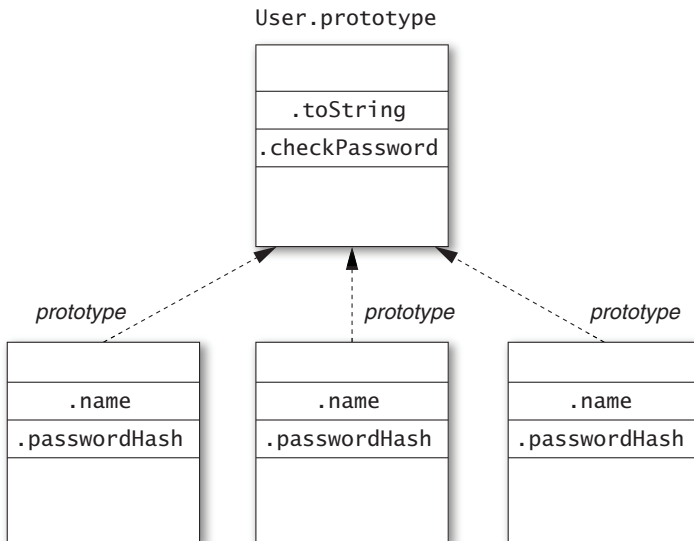 User.prototype
.toString
.checkPassword
prototype prototype prototype
.name .name .name
.passwordHash .passwordHash .passwordHash